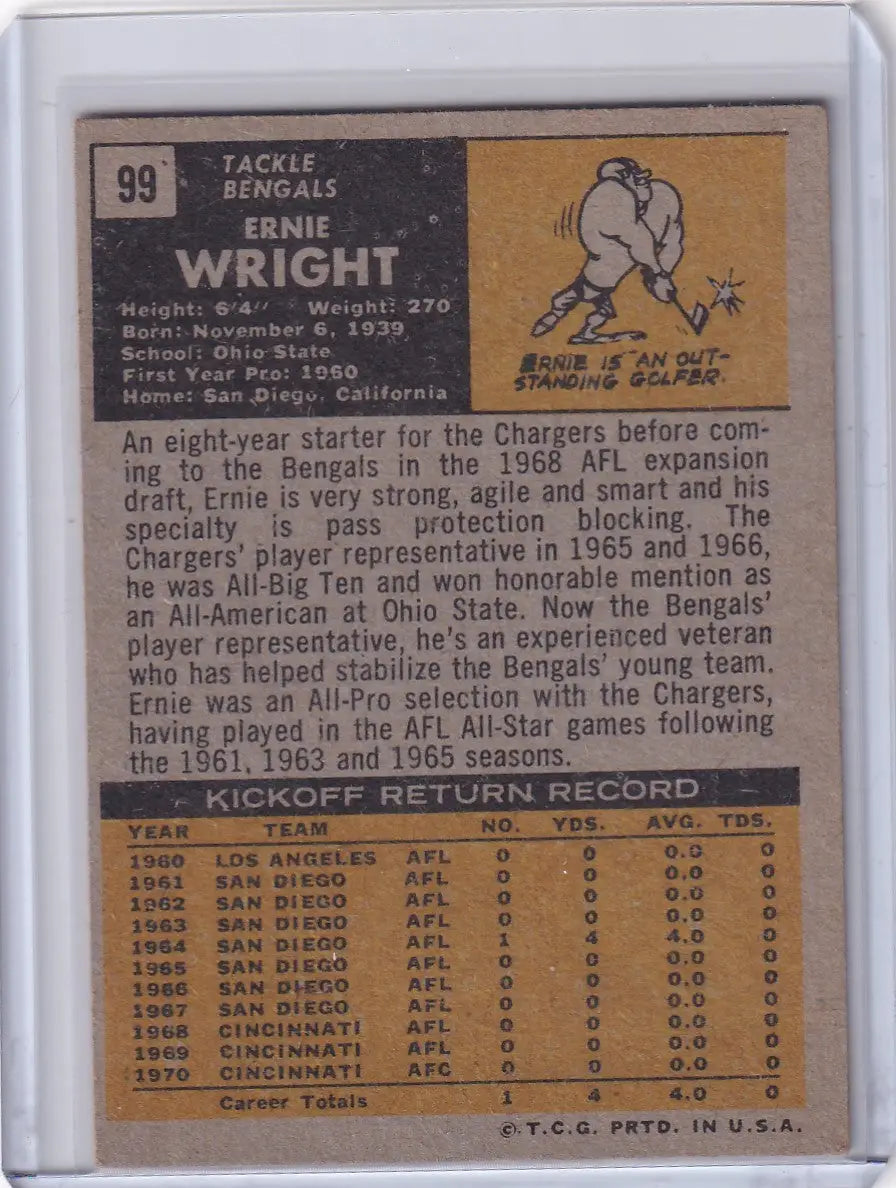 99
TACKLE
BENGALS
ERNIE
WRIGHT
Height: 6'4" Weight: 270
Born: November 6, 1939
School: Ohio State
First Year Pro: 1960
Home: San Diego, California
ERNIE IS AN OUT-
STANDING GOLFER.
An eight-year starter for the Chargers before com-
ing to the Bengals in the 1968 AFL expansion
draft, Ernie is very strong, agile and smart and his
specialty is pass protection blocking. The
Chargers' player representative in 1965 and 1966,
he was All-Big Ten and won honorable mention as
an All-American at Ohio State. Now the Bengals'
player representative, he's an experienced veteran
who has helped stabilize the Bengals' young team.
Ernie was an All-Pro selection with the Chargers,
having played in the AFL All-Star games following
the 1961, 1963 and 1965 seasons.
KICKOFF RETURN RECORD
YEAR TEAM NO. YDS. AVG. TDS.
1960 LOS ANGELES AFL 0 0 0.0 0
1961 SAN DIEGO AFL 0 0 0.0 0
1962 SAN DIEGO AFL 0 0 0.0 0
1963 SAN DIEGO AFL 0 0 0.0 0
1964 SAN DIEGO AFL 1 4 4.0 0
1965 SAN DIEGO AFL 0 0 0.0 0
1966 SAN DIEGO AFL 0 0 0.0 0
1967 SAN DIEGO AFL 0 0 0.0 0
1968 CINCINNATI AFL 0 0 0.0 0
1969 CINCINNATI AFL 0 0 0.0 0
1970 CINCINNATI AFC 0 0 0.0 0
Career Totals 1 4 4.0 0
©.T.C.G. PRTD. IN U.S.A.